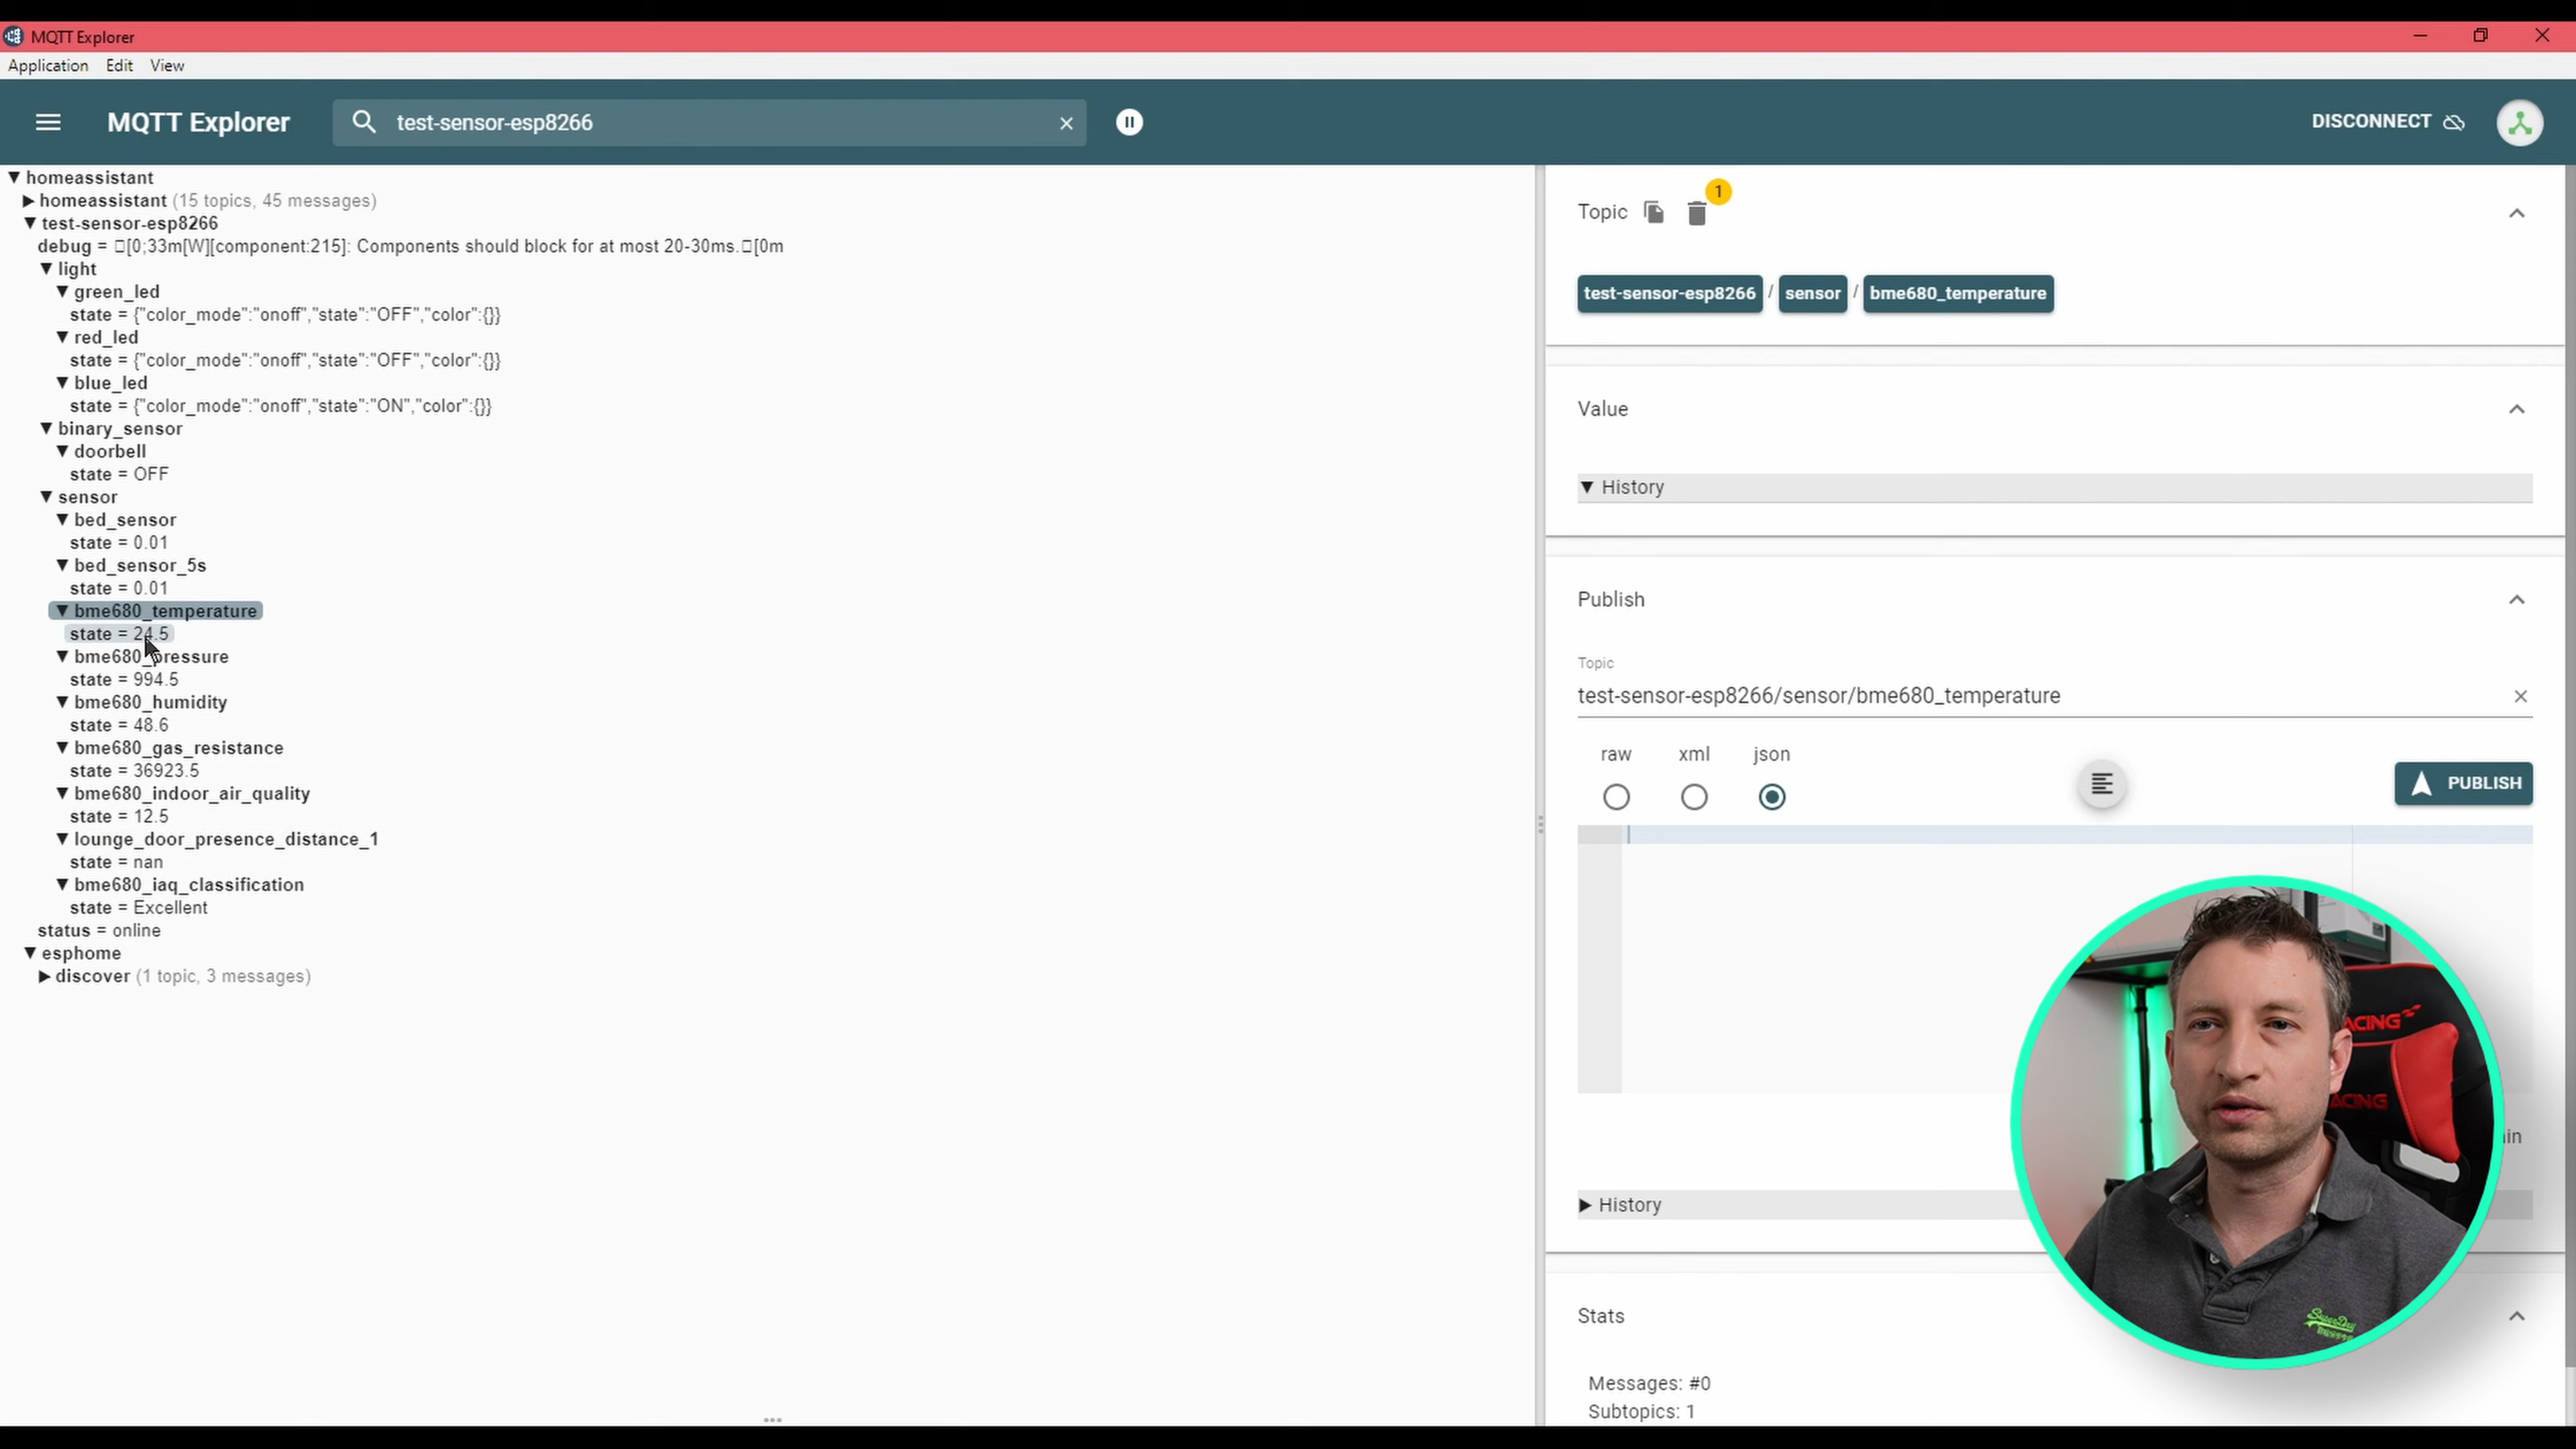 MQTT Explorer
Application Edit View
MQTT Explorer
test-sensor-esp8266
DISCONNECT
homeassistant
homeassistant (15 topics, 45 messages)
test-sensor-esp8266
debug = □[0;33m[W][component:215]: Components should block for at most 20-30ms.□[0m
light
green_led
state = {"color_mode":"onoff","state":"OFF","color":{}}
red_led
state = {"color_mode":"onoff","state":"OFF","color":{}}
blue_led
state = {"color_mode":"onoff","state":"ON","color":{}}
binary_sensor
doorbell
state = OFF
sensor
bed_sensor
state = 0.01
bed_sensor_5s
state = 0.01
bme680_temperature
state = 24.5
bme680_pressure
state = 994.5
bme680_humidity
state = 48.6
bme680_gas_resistance
state = 36923.5
bme680_indoor_air_quality
state = 12.5
lounge_door_presence_distance_1
state = nan
bme680_iaq_classification
state = Excellent
status = online
esphome
discover (1 topic, 3 messages)
Topic 1
test-sensor-esp8266 / sensor / bme680_temperature
Value
History
Publish
Topic
test-sensor-esp8266/sensor/bme680_temperature
raw xml json
PUBLISH
History
Stats
Messages: #0
Subtopics: 1
ACING
ACING